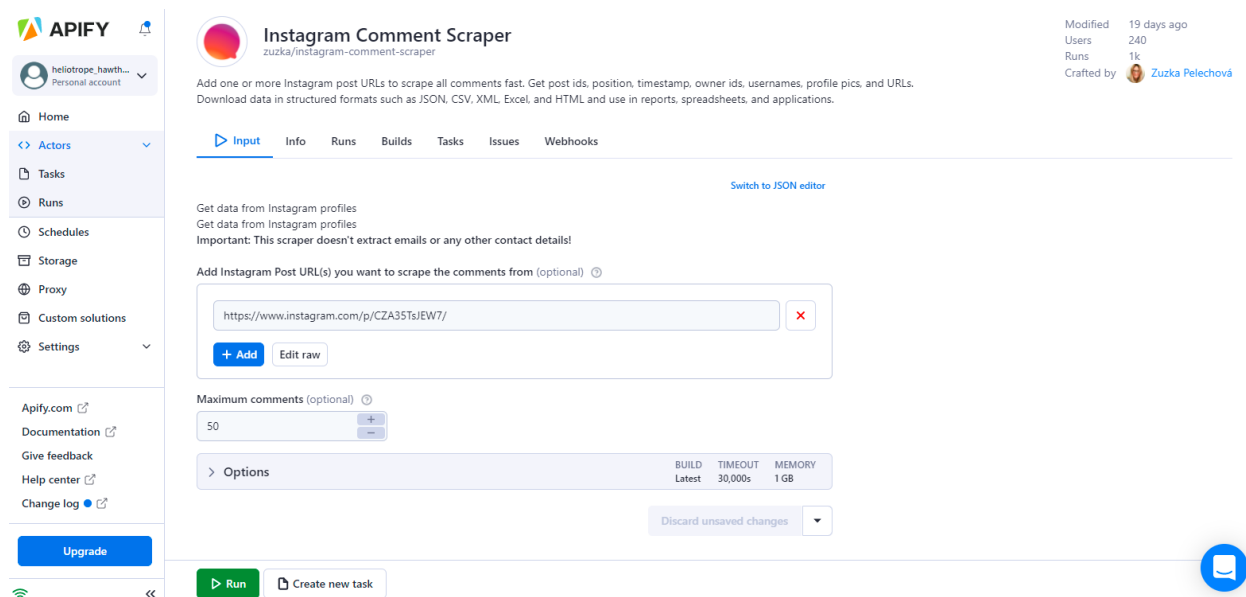 APIFY
heliotrope_hawth...
Personal account
Home
Actors
Tasks
Runs
Schedules
Storage
Proxy
Custom solutions
Settings
Apify.com
Documentation
Give feedback
Help center
Change log
Upgrade
Instagram Comment Scraper
zuzka/instagram-comment-scraper
Modified 19 days ago
Users 240
Runs 1k
Crafted by Zuzka Pelechová
Add one or more Instagram post URLs to scrape all comments fast. Get post ids, position, timestamp, owner ids, usernames, profile pics, and URLs.
Download data in structured formats such as JSON, CSV, XML, Excel, and HTML and use in reports, spreadsheets, and applications.
Input Info Runs Builds Tasks Issues Webhooks
Switch to JSON editor
Get data from Instagram profiles
Get data from Instagram profiles
Important: This scraper doesn't extract emails or any other contact details!
Add Instagram Post URL(s) you want to scrape the comments from (optional)
https://www.instagram.com/p/CZA35TsJEW7/
+ Add Edit raw
Maximum comments (optional)
50
Options
BUILD TIMEOUT MEMORY
Latest 30,000s 1 GB
Discard unsaved changes
Run Create new task